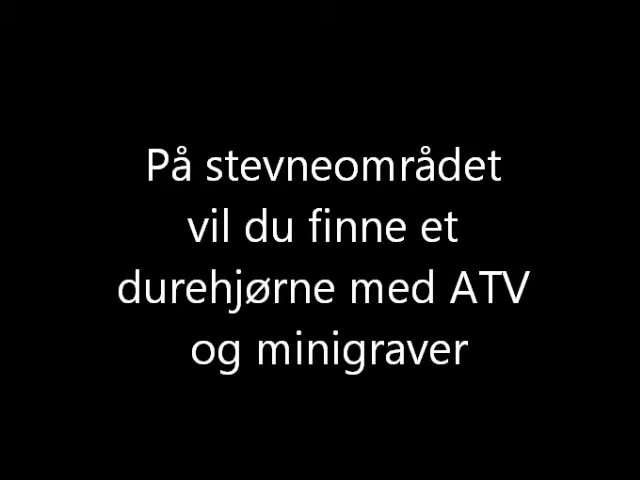 På stevneområdet
vil du finne et
durehjørne med ATV
og minigraver